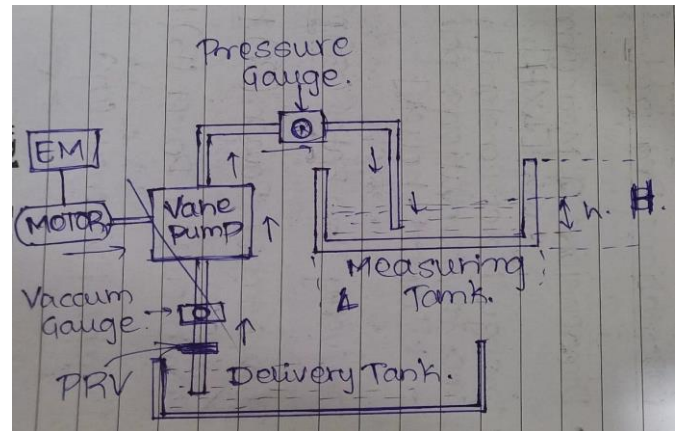 Pressure
Gauge.
EM
MOTOR
Vane
Pump
h.
Measuring
Tank.
Vaccum
Gauge.
PRV
Delivery Tank.